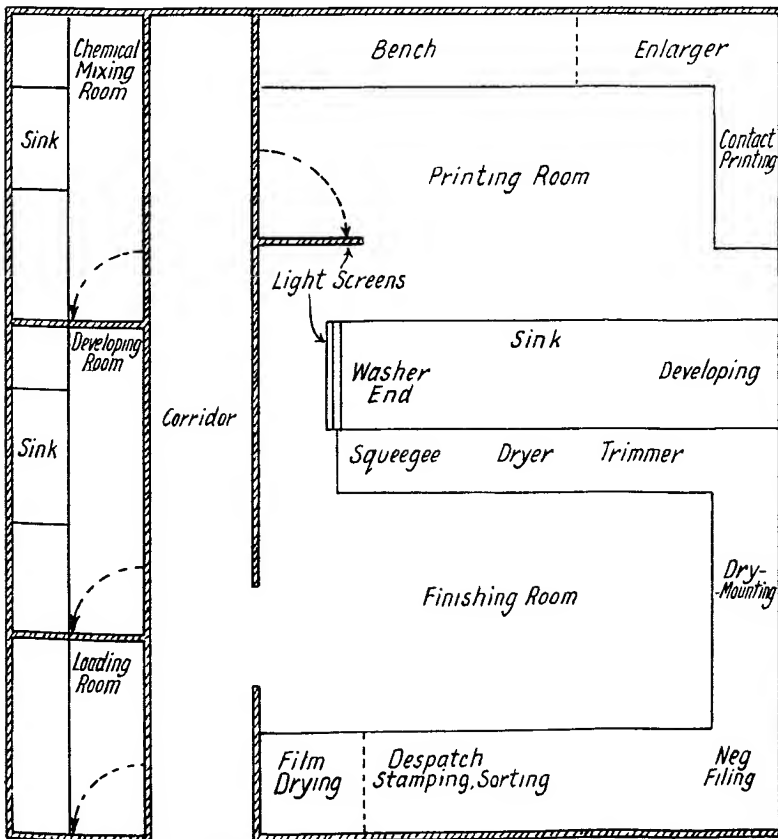 Chemical
Mixing
Room
Sink
Bench
Enlarger
Contact
Printing
Printing Room
Light Screens
Developing
Room
Sink
Corridor
Sink
Washer
End
Developing
Squeegee
Dryer
Trimmer
Finishing Room
Dry-
-Mounting
Loading
Room
Film
Drying
Despatch
Stamping, Sorting
Neg
Filing